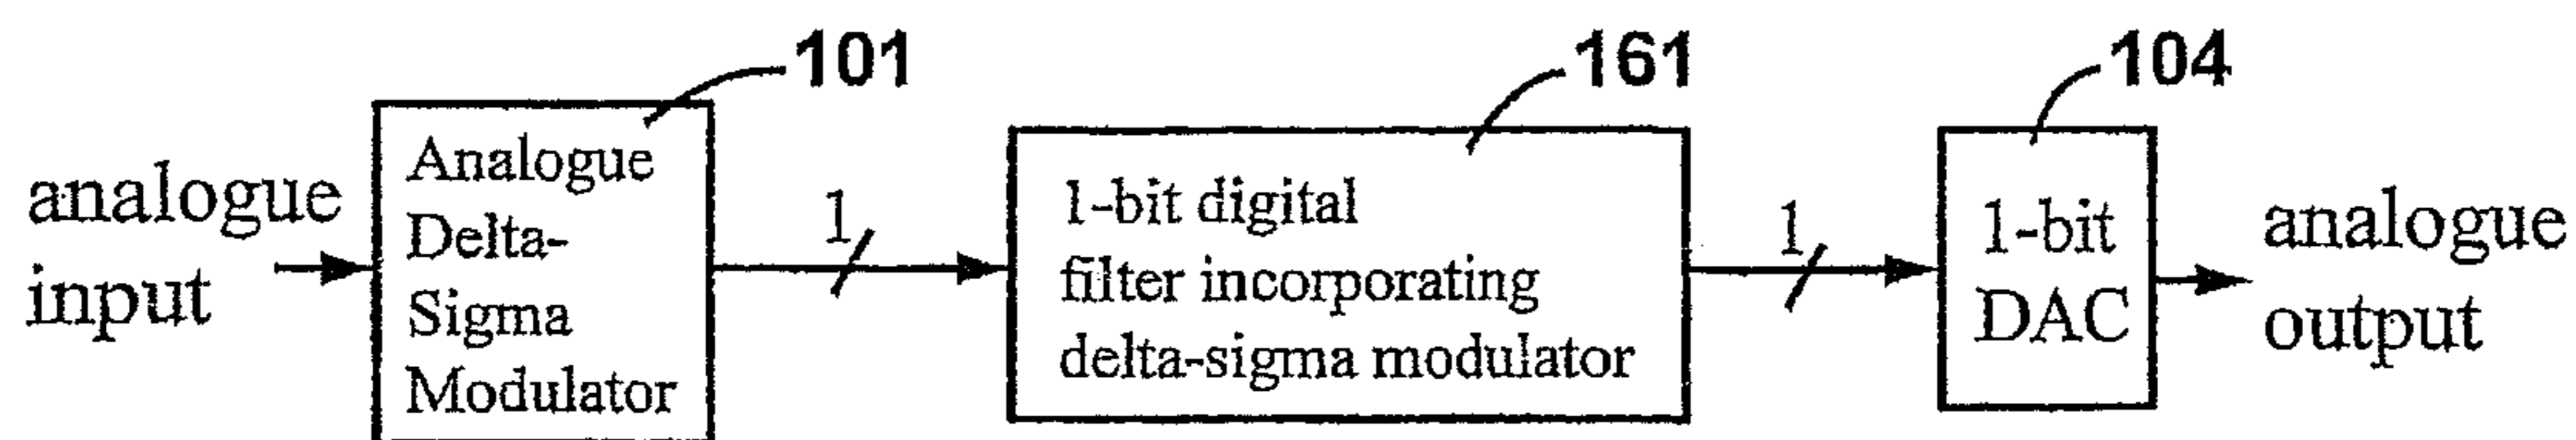 101
161
104
analogue
input
Analogue
Delta-
Sigma
Modulator
1
1-bit digital
filter incorporating
delta-sigma modulator
1
1-bit
DAC
analogue
output